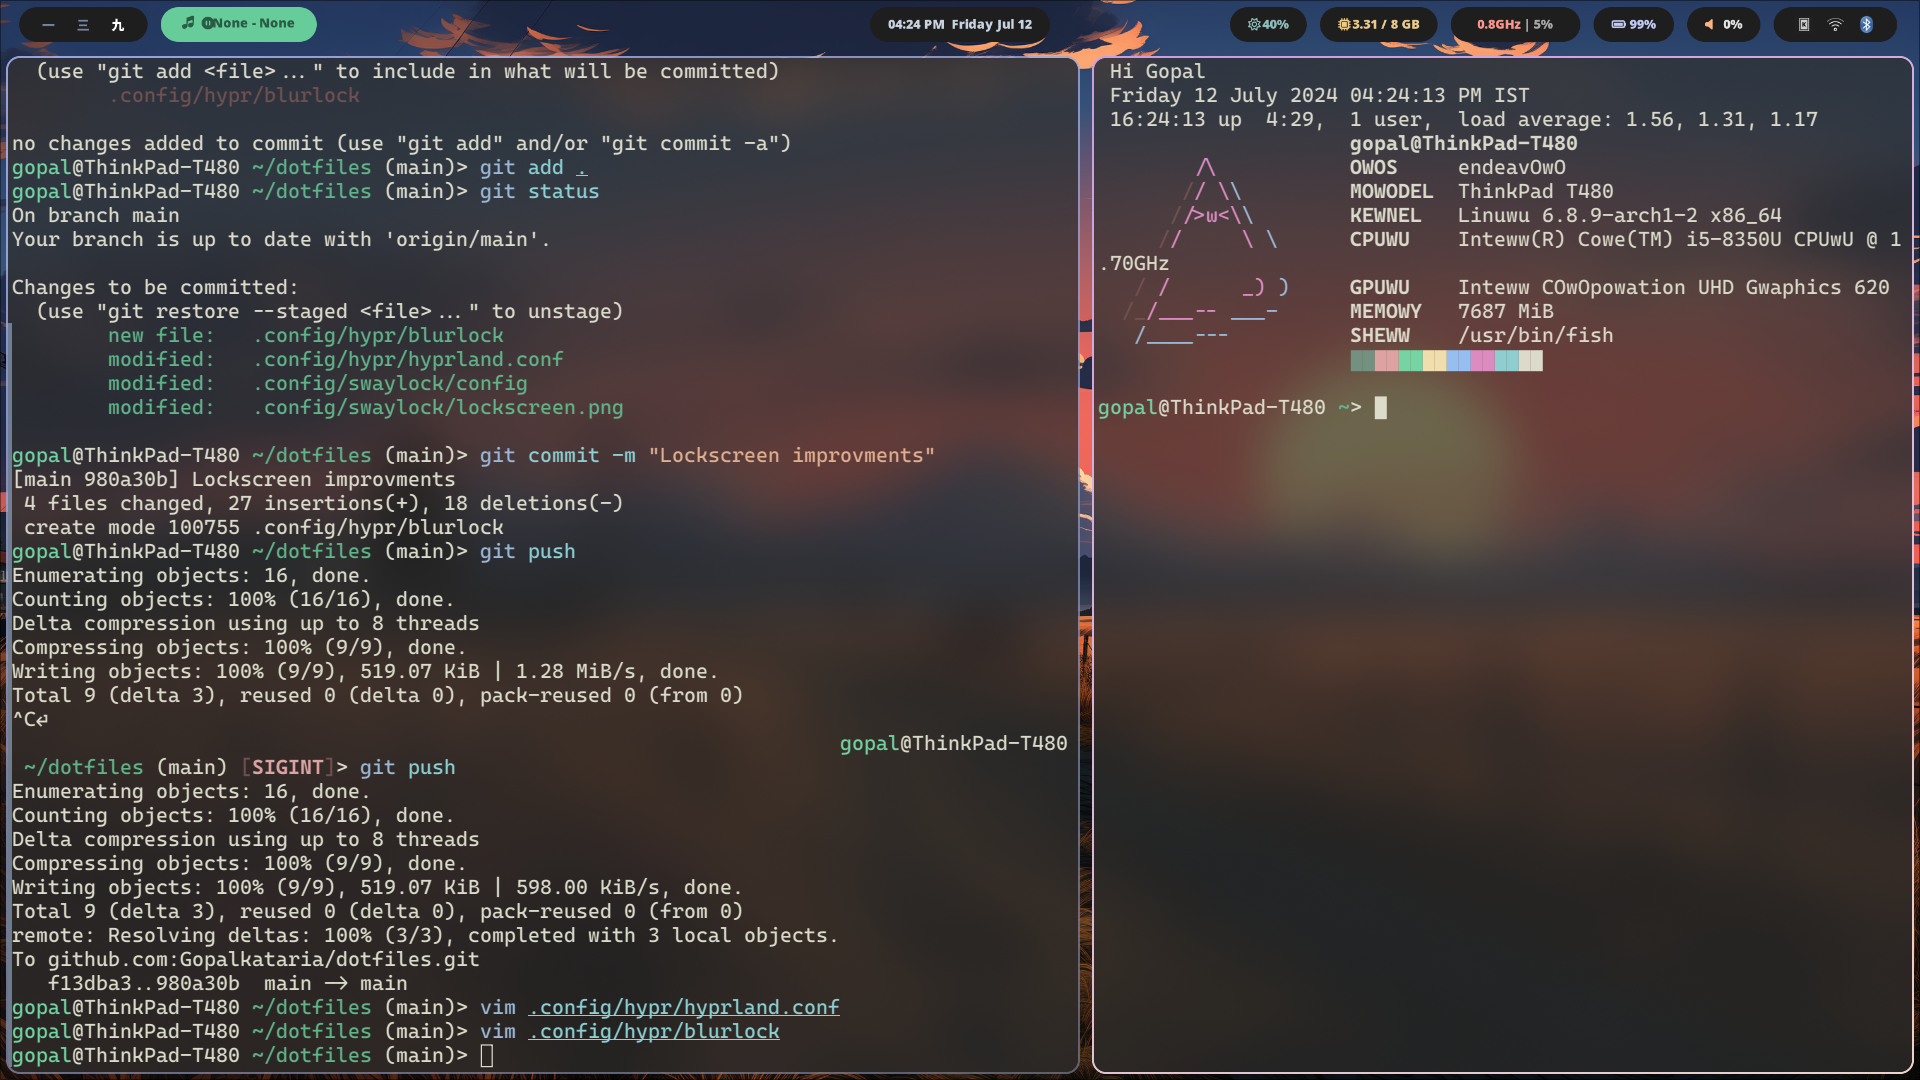 一 三 九
None - None
04:24 PM Friday Jul 12
40%
3.31 / 8 GB
0.8GHz | 5%
99%
0%
(use "git add <file>..." to include in what will be committed)
.config/hypr/blurlock
no changes added to commit (use "git add" and/or "git commit -a")
gopal@ThinkPad-T480 ~/dotfiles (main)> git add .
gopal@ThinkPad-T480 ~/dotfiles (main)> git status
On branch main
Your branch is up to date with 'origin/main'.
Changes to be committed:
(use "git restore --staged <file>..." to unstage)
new file:   .config/hypr/blurlock
modified:   .config/hypr/hyprland.conf
modified:   .config/swaylock/config
modified:   .config/swaylock/lockscreen.png
gopal@ThinkPad-T480 ~/dotfiles (main)> git commit -m "Lockscreen improvments"
[main 980a30b] Lockscreen improvments
4 files changed, 27 insertions(+), 18 deletions(-)
create mode 100755 .config/hypr/blurlock
gopal@ThinkPad-T480 ~/dotfiles (main)> git push
Enumerating objects: 16, done.
Counting objects: 100% (16/16), done.
Delta compression using up to 8 threads
Compressing objects: 100% (9/9), done.
Writing objects: 100% (9/9), 519.07 KiB | 1.28 MiB/s, done.
Total 9 (delta 3), reused 0 (delta 0), pack-reused 0 (from 0)
^C⏎
gopal@ThinkPad-T480
~/dotfiles (main) [SIGINT]> git push
Enumerating objects: 16, done.
Counting objects: 100% (16/16), done.
Delta compression using up to 8 threads
Compressing objects: 100% (9/9), done.
Writing objects: 100% (9/9), 519.07 KiB | 598.00 KiB/s, done.
Total 9 (delta 3), reused 0 (delta 0), pack-reused 0 (from 0)
remote: Resolving deltas: 100% (3/3), completed with 3 local objects.
To github.com:Gopalkataria/dotfiles.git
f13dba3..980a30b  main -> main
gopal@ThinkPad-T480 ~/dotfiles (main)> vim .config/hypr/hyprland.conf
gopal@ThinkPad-T480 ~/dotfiles (main)> vim .config/hypr/blurlock
gopal@ThinkPad-T480 ~/dotfiles (main)>
Hi Gopal
Friday 12 July 2024 04:24:13 PM IST
16:24:13 up  4:29,  1 user,  load average: 1.56, 1.31, 1.17
gopal@ThinkPad-T480
OWOS     endeavOwO
MOWODEL  ThinkPad T480
>ω<
KEWNEL   Linuwu 6.8.9-arch1-2 x86_64
CPUWU    Inteww(R) Cowe(TM) i5-8350U CPUwU @ 1
.70GHz
GPUWU    Inteww COwOpowation UHD Gwaphics 620
MEMOWY   7687 MiB
SHEWW    /usr/bin/fish
gopal@ThinkPad-T480 ~>